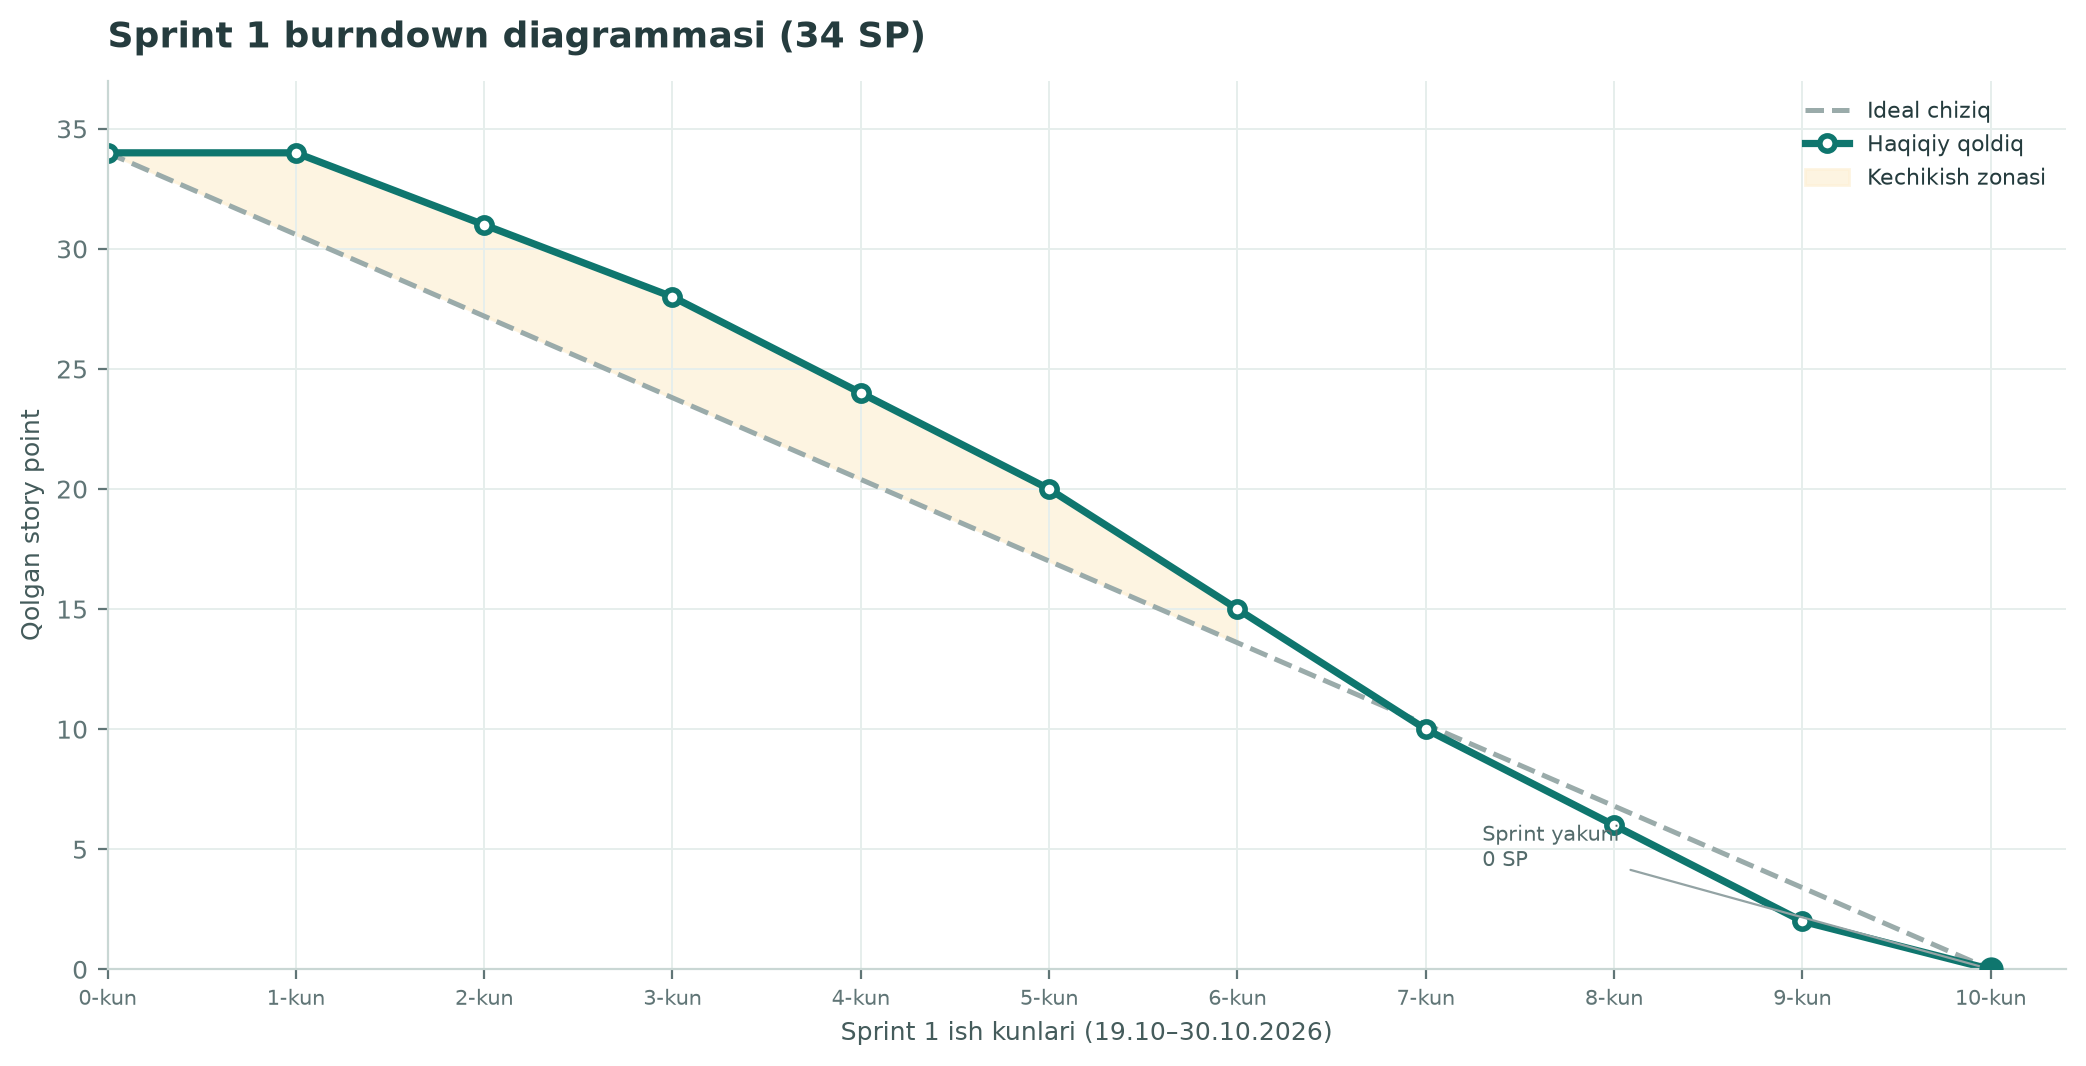 Sprint 1 burndown diagrammasi (34 SP)
Ideal chiziq
Haqiqiy qoldiq
Kechikish zonasi
Qolgan story point
35
30
25
20
15
10
5
0
Sprint yakuni
0 SP
0-kun 1-kun 2-kun 3-kun 4-kun 5-kun 6-kun 7-kun 8-kun 9-kun 10-kun
Sprint 1 ish kunlari (19.10–30.10.2026)